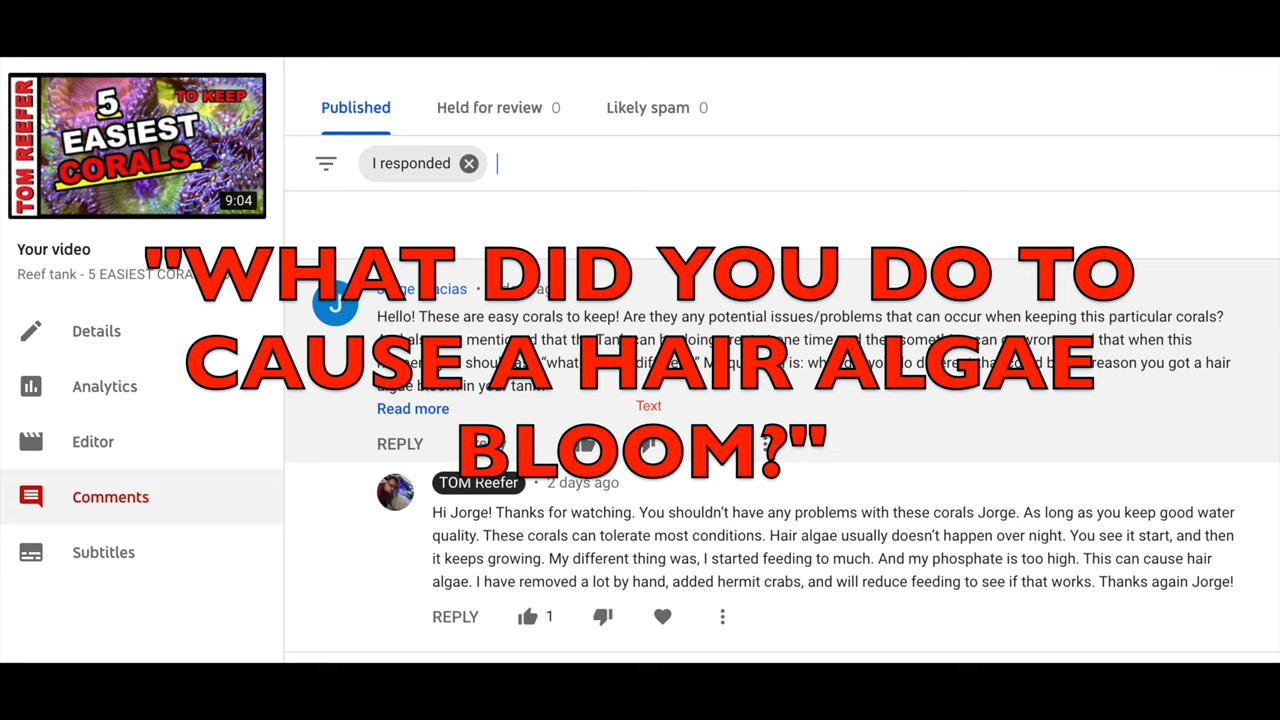 TOM REEFER
5
EASiEST
CORALS
TO KEEP
9:04
Your video
Reef tank - 5 EASIEST CORA
Details
Analytics
Editor
Comments
Subtitles
Published Held for review 0 Likely spam 0
I responded
"WHAT DID YOU DO TO
CAUSE A HAIR ALGAE
BLOOM?"
Hello! These are easy corals to keep! Are they any potential issues/problems that can occur when keeping this particular corals?
mentioned that the
algae bloom in your tank.
Read more
Text
REPLY
TOM Reefer • 2 days ago
Hi Jorge! Thanks for watching. You shouldn't have any problems with these corals Jorge. As long as you keep good water
quality. These corals can tolerate most conditions. Hair algae usually doesn't happen over night. You see it start, and then
it keeps growing. My different thing was, I started feeding to much. And my phosphate is too high. This can cause hair
algae. I have removed a lot by hand, added hermit crabs, and will reduce feeding to see if that works. Thanks again Jorge!
REPLY 1